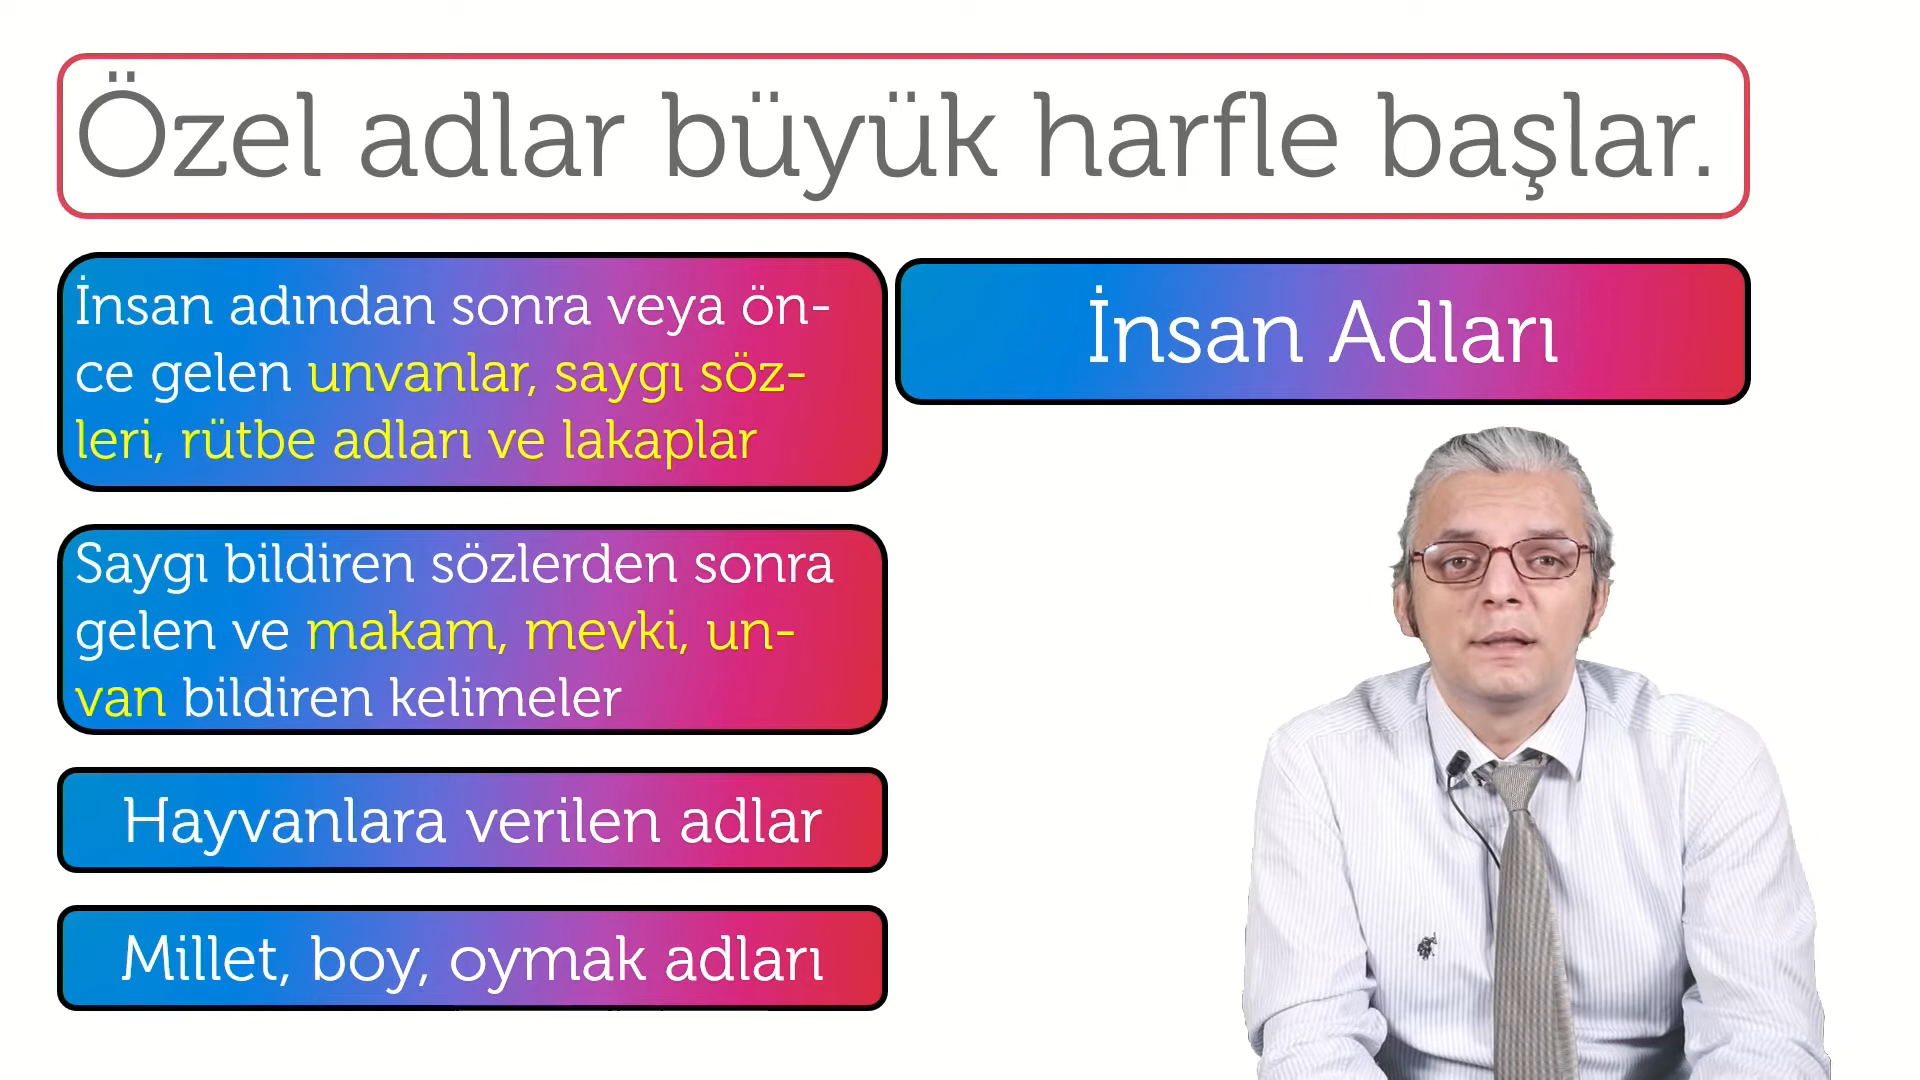 Özel adlar büyük harfle başlar.
İnsan adından sonra veya ön-
ce gelen unvanlar, saygı söz-
leri, rütbe adları ve lakaplar
Saygı bildiren sözlerden sonra
gelen ve makam, mevki, un-
van bildiren kelimeler
Hayvanlara verilen adlar
Millet, boy, oymak adları
İnsan Adları